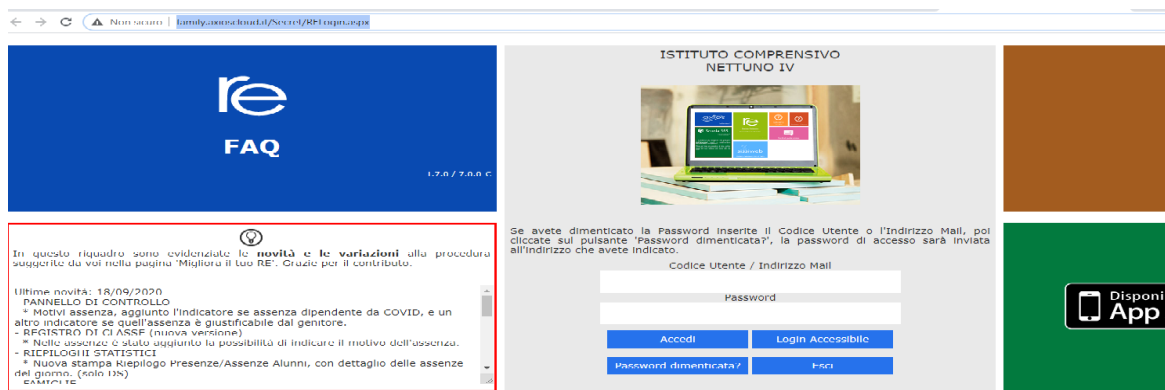 Non sicuro | family.axioscloud.it/Secret/RELogin.aspx
re
FAQ
1.7.0 / 7.0.0 C
In questo riquadro sono evidenziate le novità e le variazioni alla procedura
suggerite da voi nella pagina 'Migliora il tuo RE'. Grazie per il contributo.
Ultime novità: 18/09/2020
PANNELLO DI CONTROLLO
* Motivi assenza, aggiunto l'indicatore se assenza dipendente da COVID, e un
altro indicatore se quell'assenza è giustificabile dal genitore.
- REGISTRO DI CLASSE (nuova versione)
* Nelle assenze è stato aggiunto la possibilità di indicare il motivo dell'assenza.
- RIEPILOGHI STATISTICI
* Nuova stampa Riepilogo Presenze/Assenze Alunni, con dettaglio delle assenze
del giorno. (solo DS)
FAMIGLIE
ISTITUTO COMPRENSIVO
NETTUNO IV
re
Se avete dimenticato la Password inserite il Codice Utente o l'Indirizzo Mail, poi
cliccate sul pulsante 'Password dimenticata?', la password di accesso sarà inviata
all'indirizzo che avete indicato.
Codice Utente / Indirizzo Mail
Password
Accedi
Login Accessibile
Password dimenticata?
Esci
Disponi
App